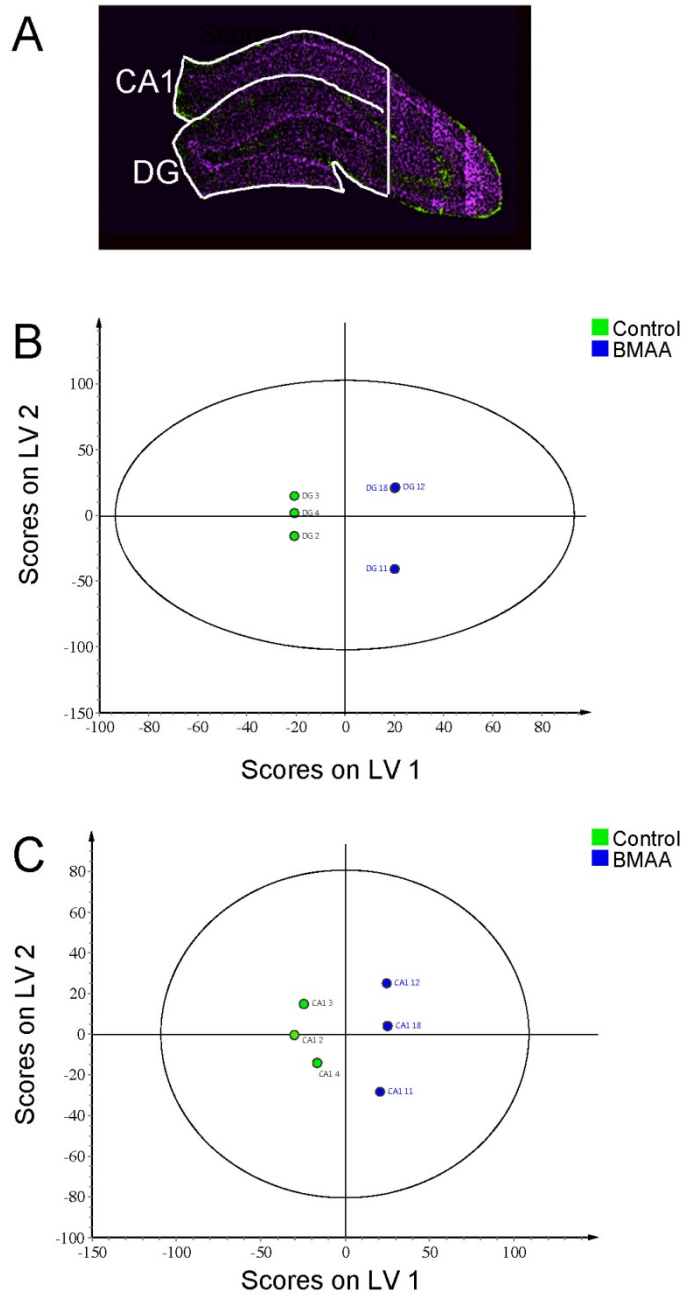 A
Scores on LV 1
CA1
DG
B
Control
BMAA
Scores on LV 2
100
50
0
-50
-100
-150
DG 3
DG 4
DG 2
DG 18
DG 12
DG 11
-100
-80
-60
-40
-20
0
20
40
60
80
Scores on LV 1
C
Control
BMAA
Scores on LV 2
80
60
40
20
0
-20
-40
-60
-80
-100
CA1 3
CA1 2
CA1 4
CA1 12
CA1 18
CA1 11
-150
-100
-50
0
50
100
Scores on LV 1